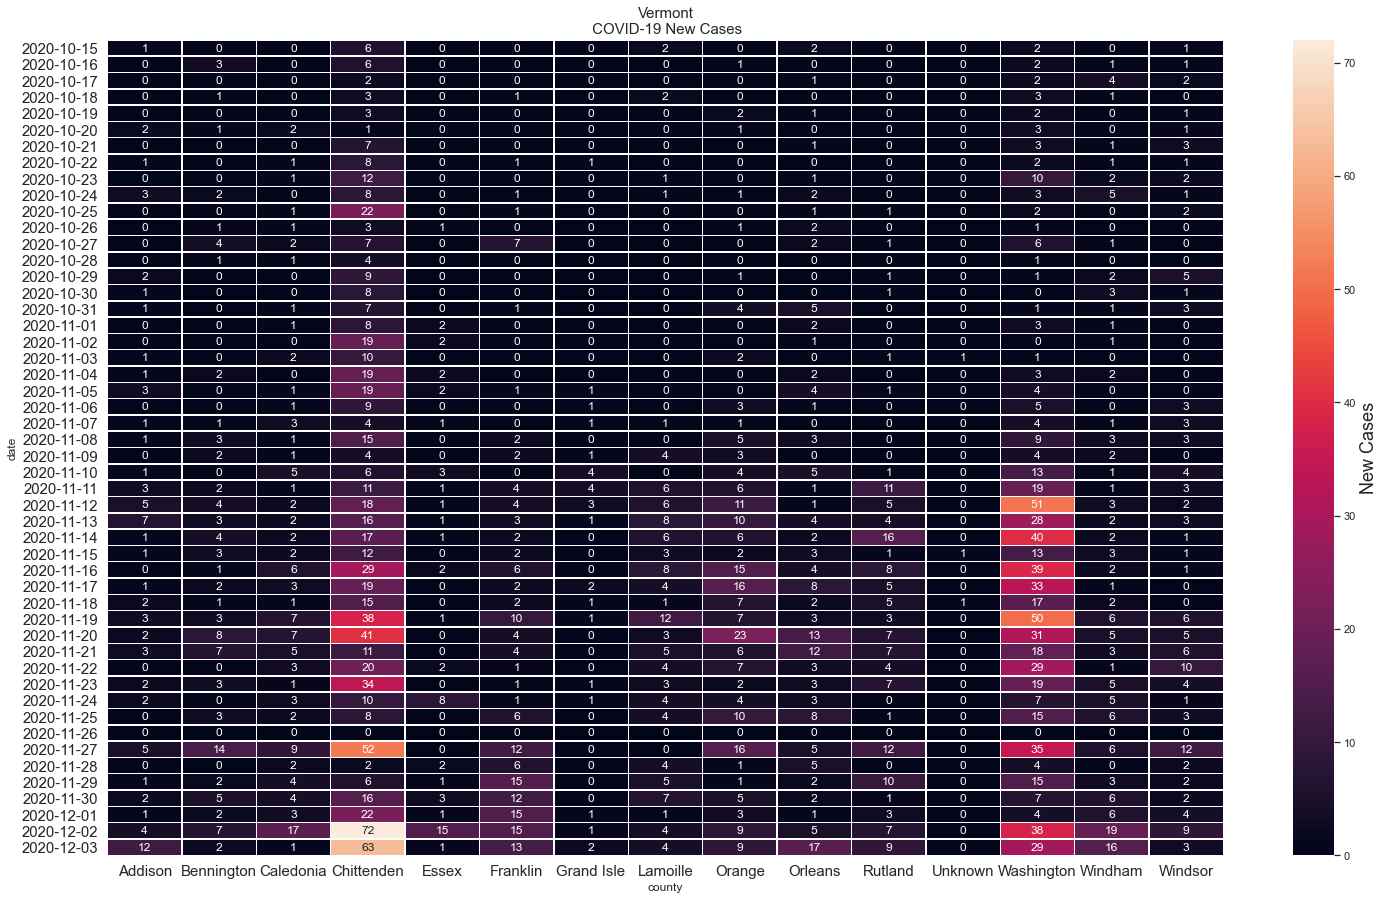 Vermont
COVID-19 New Cases
2020-10-15 1 0 0 6 0 0 0 2 0 2 0 0 2 0 1
2020-10-16 0 3 0 6 0 0 0 0 1 0 0 0 2 1 1
2020-10-17 0 0 0 2 0 0 0 0 0 1 0 0 2 4 2
2020-10-18 0 1 0 3 0 1 0 2 0 0 0 0 3 1 0
2020-10-19 0 0 0 3 0 0 0 0 2 1 0 0 2 0 1
2020-10-20 2 1 2 1 0 0 0 0 1 0 0 0 3 0 1
2020-10-21 0 0 0 7 0 0 0 0 0 1 0 0 3 1 3
2020-10-22 1 0 1 8 0 1 1 0 0 0 0 0 2 1 1
2020-10-23 0 0 1 12 0 0 0 1 0 1 0 0 10 2 2
2020-10-24 3 2 0 8 0 1 0 1 1 2 0 0 3 5 1
2020-10-25 0 0 1 22 0 1 0 0 0 1 1 0 2 0 2
2020-10-26 0 1 1 3 1 0 0 0 1 2 0 0 1 0 0
2020-10-27 0 4 2 7 0 7 0 0 0 2 1 0 6 1 0
2020-10-28 0 1 1 4 0 0 0 0 0 0 0 0 1 0 0
2020-10-29 2 0 0 9 0 0 0 0 1 0 1 0 1 2 5
2020-10-30 1 0 0 8 0 0 0 0 0 0 1 0 0 3 1
2020-10-31 1 0 1 7 0 1 0 0 4 5 0 0 1 1 3
2020-11-01 0 0 1 8 2 0 0 0 0 2 0 0 3 1 0
2020-11-02 0 0 0 19 2 0 0 0 0 1 0 0 0 1 0
2020-11-03 1 0 2 10 0 0 0 0 2 0 1 1 1 0 0
2020-11-04 1 2 0 19 2 0 0 0 0 2 0 0 3 2 0
2020-11-05 3 0 1 19 2 1 1 0 0 4 1 0 4 0 0
2020-11-06 0 0 1 9 0 0 1 0 3 1 0 0 5 0 3
2020-11-07 1 1 3 4 1 0 1 1 1 0 0 0 4 1 3
2020-11-08 1 3 1 15 0 2 0 0 5 3 0 0 9 3 3
2020-11-09 0 2 1 4 0 2 1 4 3 0 0 0 4 2 0
2020-11-10 1 0 5 6 3 0 4 0 4 5 1 0 13 1 4
2020-11-11 3 2 1 11 1 4 4 6 6 1 11 0 19 1 3
2020-11-12 5 4 2 18 1 4 3 6 11 1 5 0 51 3 2
2020-11-13 7 3 2 16 1 3 1 8 10 4 4 0 28 2 3
2020-11-14 1 4 2 17 1 2 0 6 6 2 16 0 40 2 1
2020-11-15 1 3 2 12 0 2 0 3 2 3 1 1 13 3 1
2020-11-16 0 1 6 29 2 6 0 8 15 4 8 0 39 2 1
2020-11-17 1 2 3 19 0 2 2 4 16 8 5 0 33 1 0
2020-11-18 2 1 1 15 0 2 1 1 7 2 5 1 17 2 0
2020-11-19 3 3 7 38 1 10 1 12 7 3 3 0 50 6 6
2020-11-20 2 8 7 41 0 4 0 3 23 13 7 0 31 5 5
2020-11-21 3 7 5 11 0 4 0 5 6 12 7 0 18 3 6
2020-11-22 0 0 3 20 2 1 0 4 7 3 4 0 29 1 10
2020-11-23 2 3 1 34 0 1 1 3 2 3 7 0 19 5 4
2020-11-24 2 0 3 10 8 1 1 4 4 3 0 0 7 5 1
2020-11-25 0 3 2 8 0 6 0 4 10 8 1 0 15 6 3
2020-11-26 0 0 0 0 0 0 0 0 0 0 0 0 0 0 0
2020-11-27 5 14 9 52 0 12 0 0 16 5 12 0 35 6 12
2020-11-28 0 0 2 2 2 6 0 4 1 5 0 0 4 0 2
2020-11-29 1 2 4 6 1 15 0 5 1 2 10 0 15 3 2
2020-11-30 2 5 4 16 3 12 0 7 5 2 1 0 7 6 2
2020-12-01 1 2 3 22 1 15 1 1 3 1 3 0 4 6 4
2020-12-02 4 7 17 72 15 15 1 4 9 5 7 0 38 19 9
2020-12-03 12 2 1 63 1 13 2 4 9 17 9 0 29 16 3
Addison Bennington Caledonia Chittenden Essex Franklin Grand Isle Lamoille Orange Orleans Rutland Unknown Washington Windham Windsor
county
date
70
60
50
40
30
20
10
0
New Cases